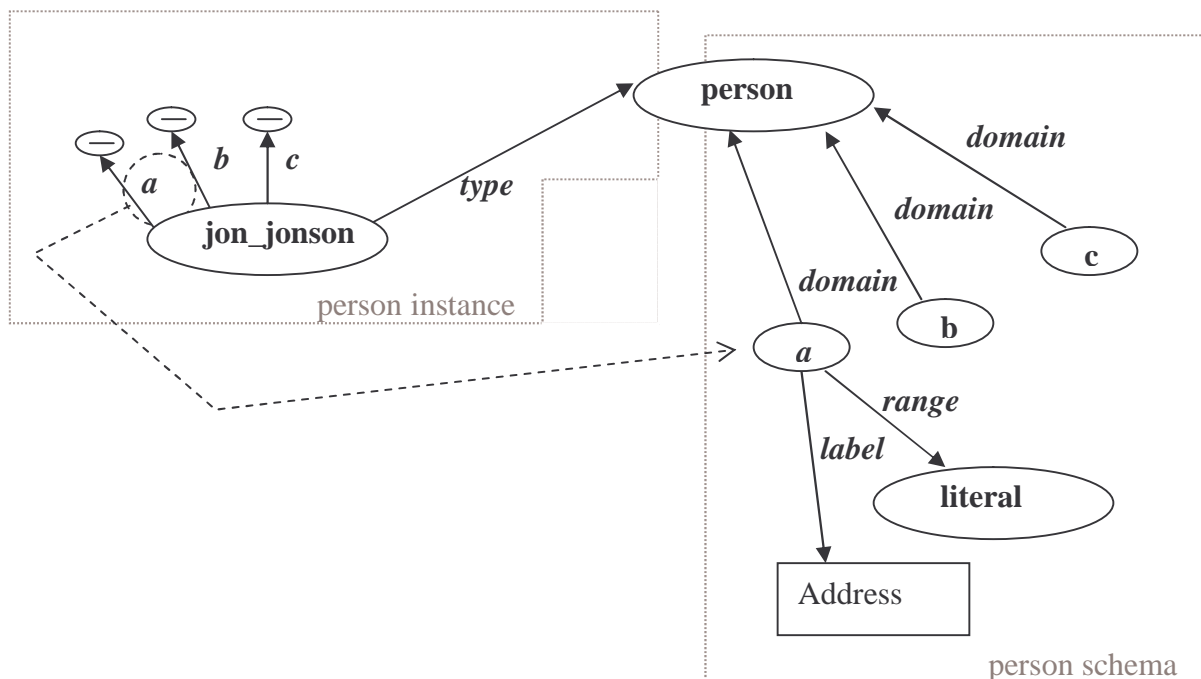 person
domain
a
b
c
type
domain
jon_jonson
c
domain
person instance
b
a
range
label
literal
Address
person schema